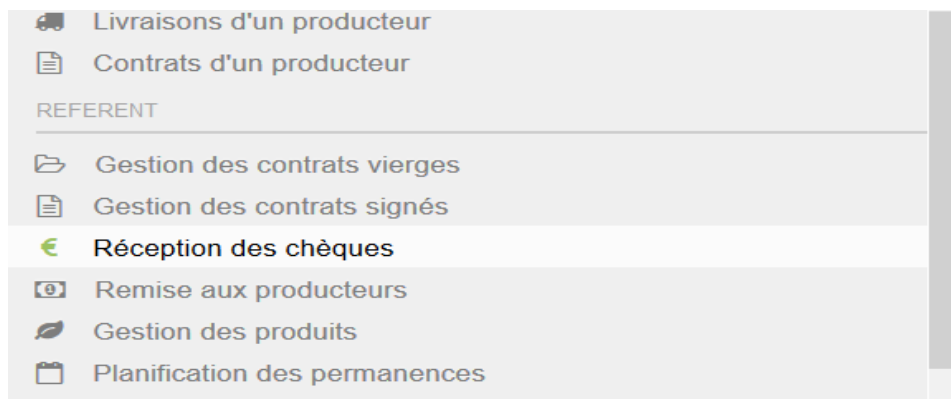 Livraisons d'un producteur
Contrats d'un producteur
REFERENT
Gestion des contrats vierges
Gestion des contrats signés
€ Réception des chèques
Remise aux producteurs
Gestion des produits
Planification des permanences